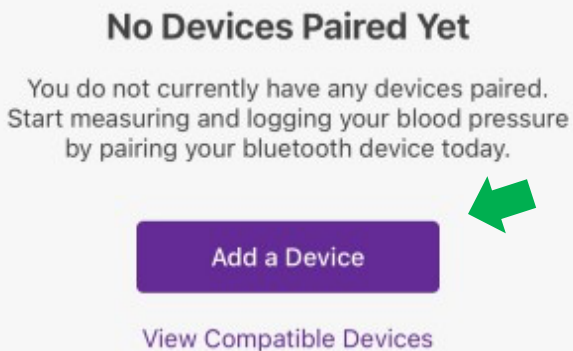 No Devices Paired Yet
You do not currently have any devices paired.
Start measuring and logging your blood pressure
by pairing your bluetooth device today.
Add a Device
View Compatible Devices